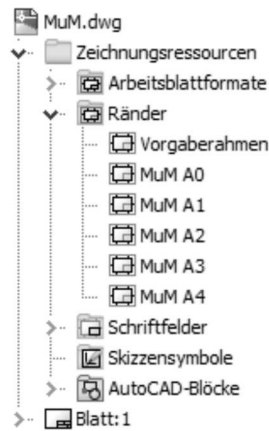 MuM.dwg
Zeichnungsressourcen
Arbeitsblattformate
Ränder
Vorgaberahmen
MuM A0
MuM A1
MuM A2
MuM A3
MuM A4
Schriftfelder
Skizzensymbole
AutoCAD-Blöcke
Blatt:1